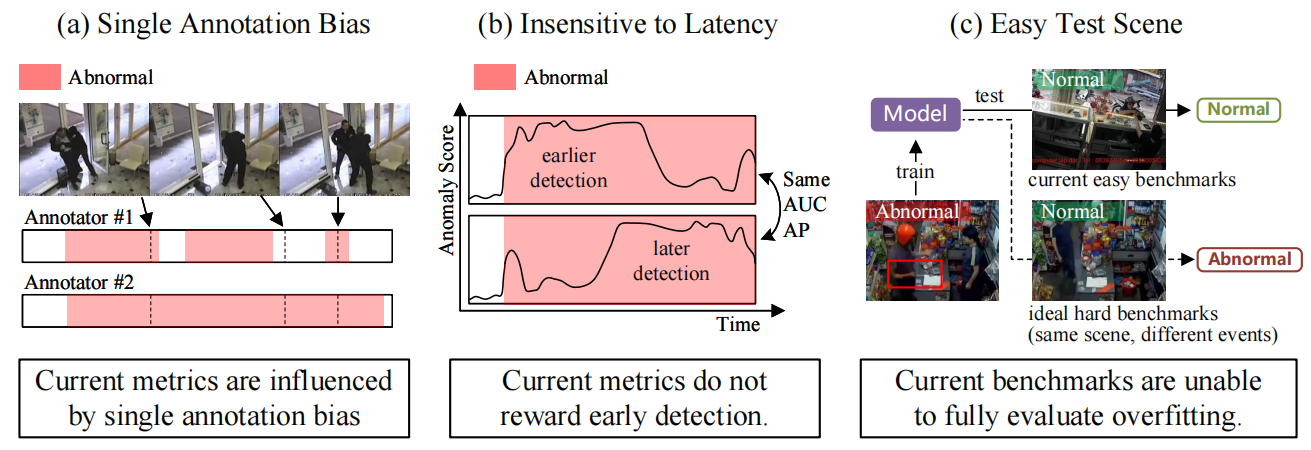 (a) Single Annotation Bias
Abnormal
Annotator #1
Annotator #2
Current metrics are influenced
by single annotation bias
(b) Insensitive to Latency
Abnormal
Anomaly Score
earlier
detection
later
detection
Same
AUC
AP
Time
Current metrics do not
reward early detection.
(c) Easy Test Scene
Model
test
train
Normal
Normal
current easy benchmarks
Abnormal
Normal
Abnormal
ideal hard benchmarks
(same scene, different events)
Current benchmarks are unable
to fully evaluate overfitting.